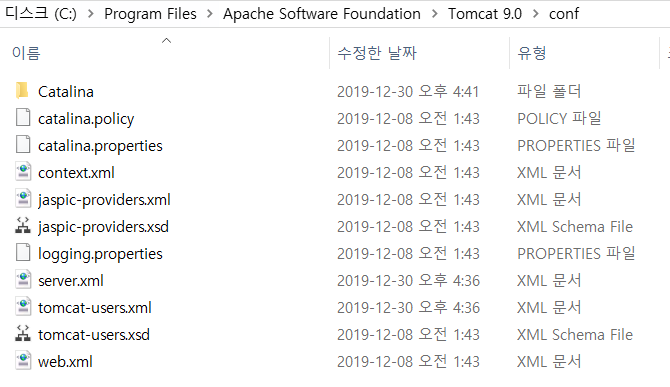 디스크 (C:) > Program Files > Apache Software Foundation > Tomcat 9.0 > conf
이름 수정한 날짜 유형
Catalina 2019-12-30 오후 4:41 파일 폴더
catalina.policy 2019-12-08 오전 1:43 POLICY 파일
catalina.properties 2019-12-08 오전 1:43 PROPERTIES 파일
context.xml 2019-12-08 오전 1:43 XML 문서
jaspic-providers.xml 2019-12-08 오전 1:43 XML 문서
jaspic-providers.xsd 2019-12-08 오전 1:43 XML Schema File
logging.properties 2019-12-08 오전 1:43 PROPERTIES 파일
server.xml 2019-12-30 오후 4:36 XML 문서
tomcat-users.xml 2019-12-30 오후 4:36 XML 문서
tomcat-users.xsd 2019-12-08 오전 1:43 XML Schema File
web.xml 2019-12-08 오전 1:43 XML 문서